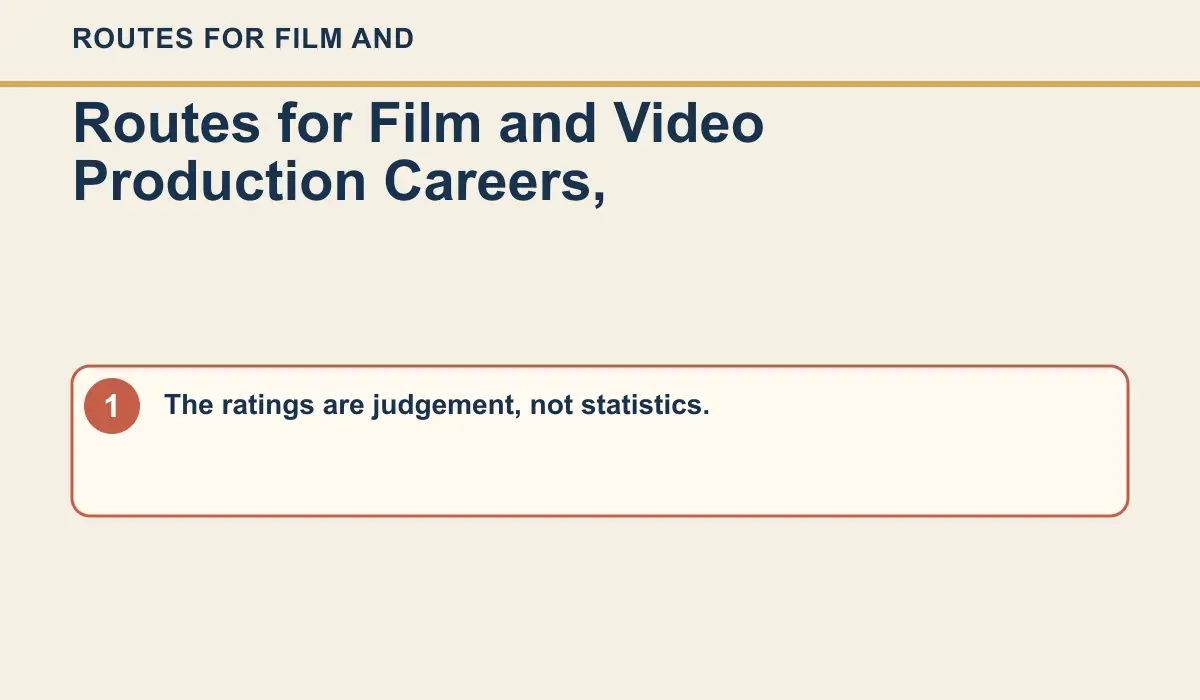 ROUTES FOR FILM AND
Routes for Film and Video
Production Careers,
1
The ratings are judgement, not statistics.